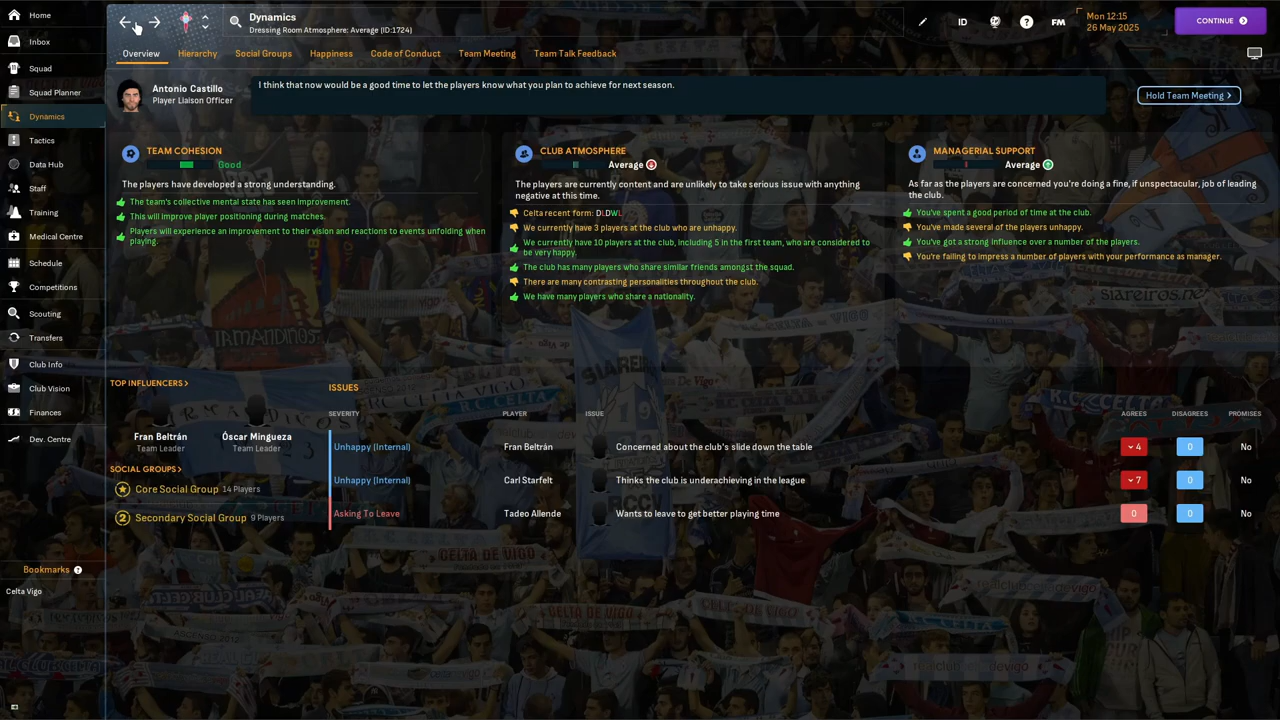 Home
Inbox
Squad
Squad Planner
Dynamics
Tactics
Data Hub
Staff
Training
Medical Centre
Schedule
Competitions
Scouting
Transfers
Club Info
Club Vision
Finances
Dev. Centre
Bookmarks ?
Celta Vigo
Dynamics
Dressing Room Atmosphere: Average (ID:1724)
ID
?
FM
Mon 12:15
26 May 2025
CONTINUE
Overview Hierarchy Social Groups Happiness Code of Conduct Team Meeting Team Talk Feedback
Antonio Castillo
Player Liaison Officer
I think that now would be a good time to let the players know what you plan to achieve for next season.
Hold Team Meeting >
TEAM COHESION
Good
The players have developed a strong understanding.
The team's collective mental state has seen improvement.
This will improve player positioning during matches.
Players will experience an improvement to their vision and reactions to events unfolding when
playing.
CLUB ATMOSPHERE
Average
The players are currently content and are unlikely to take serious issue with anything
negative at this time.
Celta recent form: DLDWL
We currently have 3 players at the club who are unhappy.
We currently have 10 players at the club, including 5 in the first team, who are considered to
be very happy.
The club has many players who share similar friends amongst the squad.
There are many contrasting personalities throughout the club.
We have many players who share a nationality.
MANAGERIAL SUPPORT
Average
As far as the players are concerned you're doing a fine, if unspectacular, job of leading
the club.
You've spent a good period of time at the club.
You've made several of the players unhappy.
You've got a strong influence over a number of the players.
You're failing to impress a number of players with your performance as manager.
TOP INFLUENCERS >
Fran Beltrán
Team Leader
Óscar Mingueza
Team Leader
SOCIAL GROUPS >
Core Social Group 14 Players
2 Secondary Social Group 9 Players
ISSUES
SEVERITY PLAYER ISSUE AGREES DISAGREES PROMISES
Unhappy (Internal) Fran Beltrán Concerned about the club's slide down the table 4 0 No
Unhappy (Internal) Carl Starfelt Thinks the club is underachieving in the league 7 0 No
Asking To Leave Tadeo Allende Wants to leave to get better playing time 0 0 No